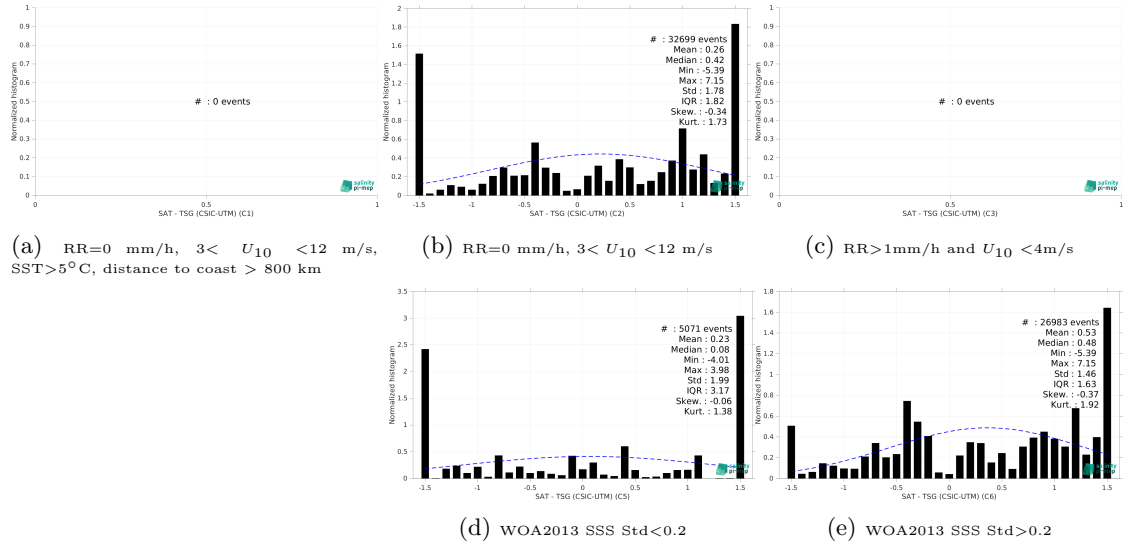 1
0.9
0.8
0.7
0.6
0.5
0.4
0.3
0.2
0.1
0
Normalized histogram
# : 0 events
0 0.5 1
SAT - TSG (CSIC-UTM) (C1)
salinity
pi-mep
(a) RR=0 mm/h, 3< U10 <12 m/s,
SST>5°C, distance to coast > 800 km
2
1.8
1.6
1.4
1.2
1
0.8
0.6
0.4
0.2
0
Normalized histogram
# : 32699 events
Mean : 0.26
Median : 0.42
Min : -5.39
Max : 7.15
Std : 1.78
IQR : 1.82
Skew. : -0.34
Kurt. : 1.73
-1.5 -1 -0.5 0 0.5 1 1.5
SAT - TSG (CSIC-UTM) (C2)
salinity
pi-mep
(b) RR=0 mm/h, 3< U10 <12 m/s
1
0.9
0.8
0.7
0.6
0.5
0.4
0.3
0.2
0.1
0
Normalized histogram
# : 0 events
0 0.5 1
SAT - TSG (CSIC-UTM) (C3)
salinity
pi-mep
(c) RR>1mm/h and U10 <4m/s
3.5
3
2.5
2
1.5
1
0.5
0
Normalized histogram
# : 5071 events
Mean : 0.23
Median : 0.08
Min : -4.01
Max : 3.98
Std : 1.99
IQR : 3.17
Skew. : -0.06
Kurt. : 1.38
-1.5 -1 -0.5 0 0.5 1 1.5
SAT - TSG (CSIC-UTM) (C5)
salinity
pi-mep
(d) WOA2013 SSS Std<0.2
1.8
1.6
1.4
1.2
1
0.8
0.6
0.4
0.2
0
Normalized histogram
# : 26983 events
Mean : 0.53
Median : 0.48
Min : -5.39
Max : 7.15
Std : 1.46
IQR : 1.63
Skew. : -0.37
Kurt. : 1.92
-1.5 -1 -0.5 0 0.5 1 1.5
SAT - TSG (CSIC-UTM) (C6)
salinity
pi-mep
(e) WOA2013 SSS Std>0.2